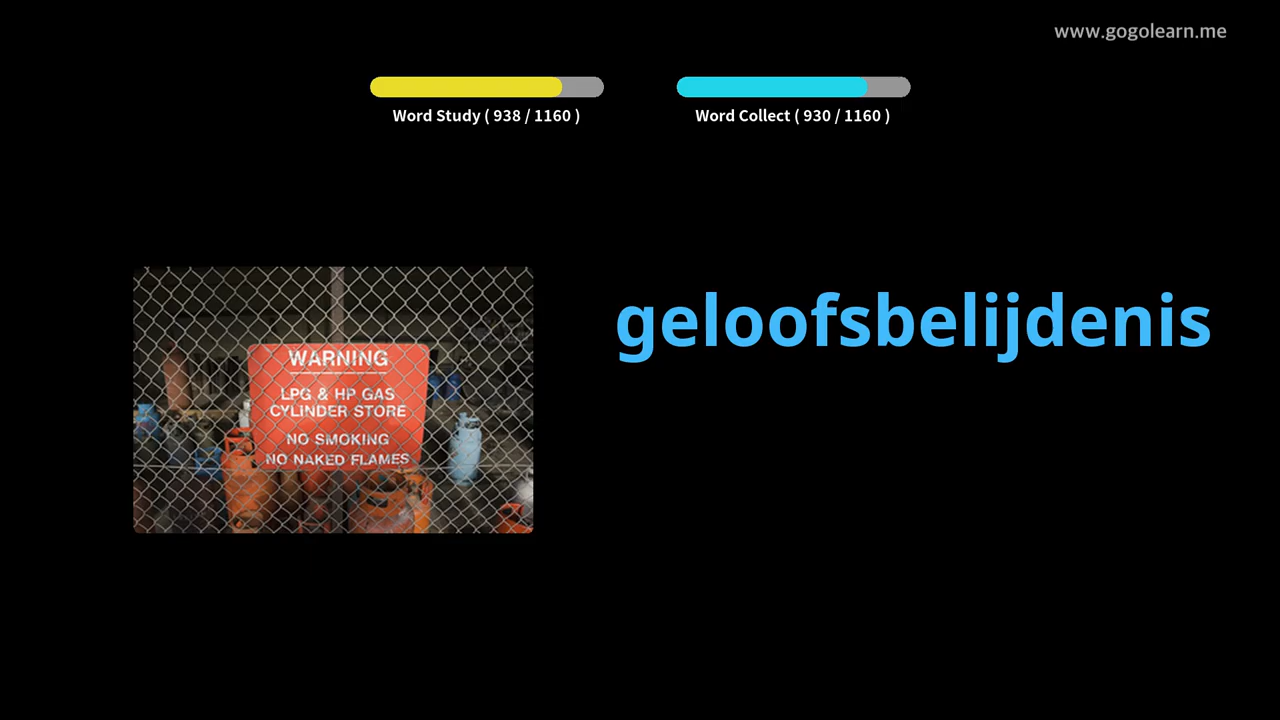 www.gogolearn.me
Word Study ( 938 / 1160 )
Word Collect ( 930 / 1160 )
geloofsbelijdenis
WARNING
LPG & HP GAS
CYLINDER STORE
NO SMOKING
NO NAKED FLAMES